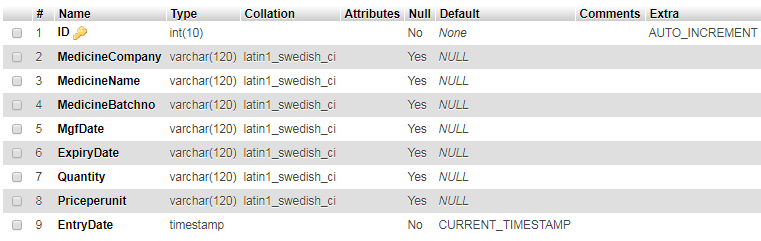 # Name Type Collation Attributes Null Default Comments Extra
1 ID int(10) No None AUTO_INCREMENT
2 MedicineCompany varchar(120) latin1_swedish_ci Yes NULL
3 MedicineName varchar(120) latin1_swedish_ci Yes NULL
4 MedicineBatchno varchar(120) latin1_swedish_ci Yes NULL
5 MgfDate varchar(120) latin1_swedish_ci Yes NULL
6 ExpiryDate varchar(120) latin1_swedish_ci Yes NULL
7 Quantity varchar(120) latin1_swedish_ci Yes NULL
8 Priceperunit varchar(120) latin1_swedish_ci Yes NULL
9 EntryDate timestamp No CURRENT_TIMESTAMP